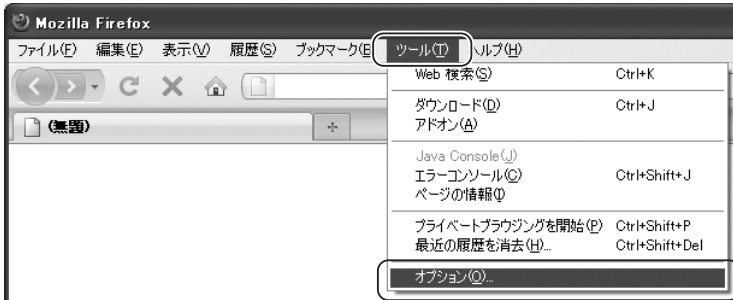 Mozilla Firefox
ファイル(F) 編集(E) 表示(V) 履歴(S) ブックマーク(B ツール(T) ヘルプ(H)
Web 検索(S) Ctrl+K
ダウンロード(D) Ctrl+J
アドオン(A)
(無題)
Java Console(J)
エラーコンソール(C) Ctrl+Shift+J
ページの情報(I)
プライベートブラウジングを開始(P) Ctrl+Shift+P
最近の履歴を消去(H)... Ctrl+Shift+Del
オプション(O)...